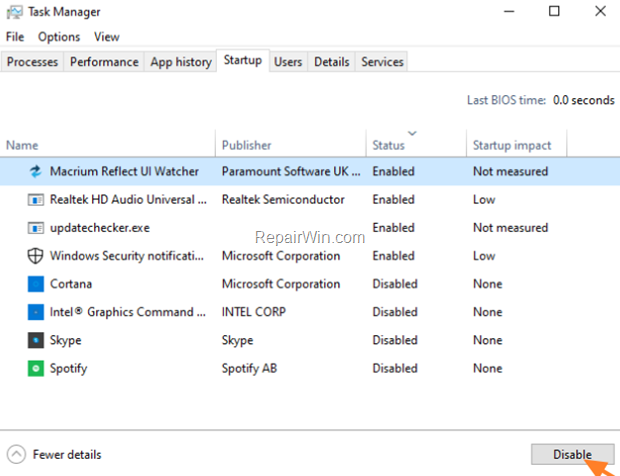 Task Manager
File Options View
Processes Performance App history Startup Users Details Services
Last BIOS time: 0.0 seconds
Name Publisher Status Startup impact
Macrium Reflect UI Watcher Paramount Software UK ... Enabled Not measured
Realtek HD Audio Universal ... Realtek Semiconductor Enabled Low
updatechecker.exe Enabled Not measured
RepairWin.com
Windows Security notificati... Microsoft Corporation Enabled Low
Cortana Microsoft Corporation Disabled None
Intel® Graphics Command ... INTEL CORP Disabled None
Skype Skype Disabled None
Spotify Spotify AB Disabled None
Fewer details Disable